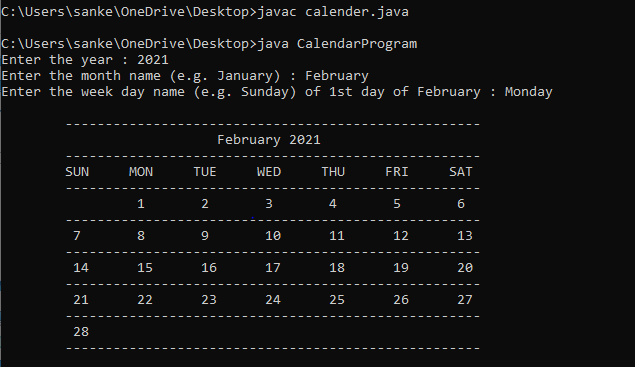 C:\Users\sanke\OneDrive\Desktop>javac calender.java
C:\Users\sanke\OneDrive\Desktop>java CalendarProgram
Enter the year : 2021
Enter the month name (e.g. January) : February
Enter the week day name (e.g. Sunday) of 1st day of February : Monday
----------------------------------------------------
February 2021
----------------------------------------------------
SUN MON TUE WED THU FRI SAT
----------------------------------------------------
1 2 3 4 5 6
----------------------------------------------------
7 8 9 10 11 12 13
----------------------------------------------------
14 15 16 17 18 19 20
----------------------------------------------------
21 22 23 24 25 26 27
----------------------------------------------------
28
----------------------------------------------------